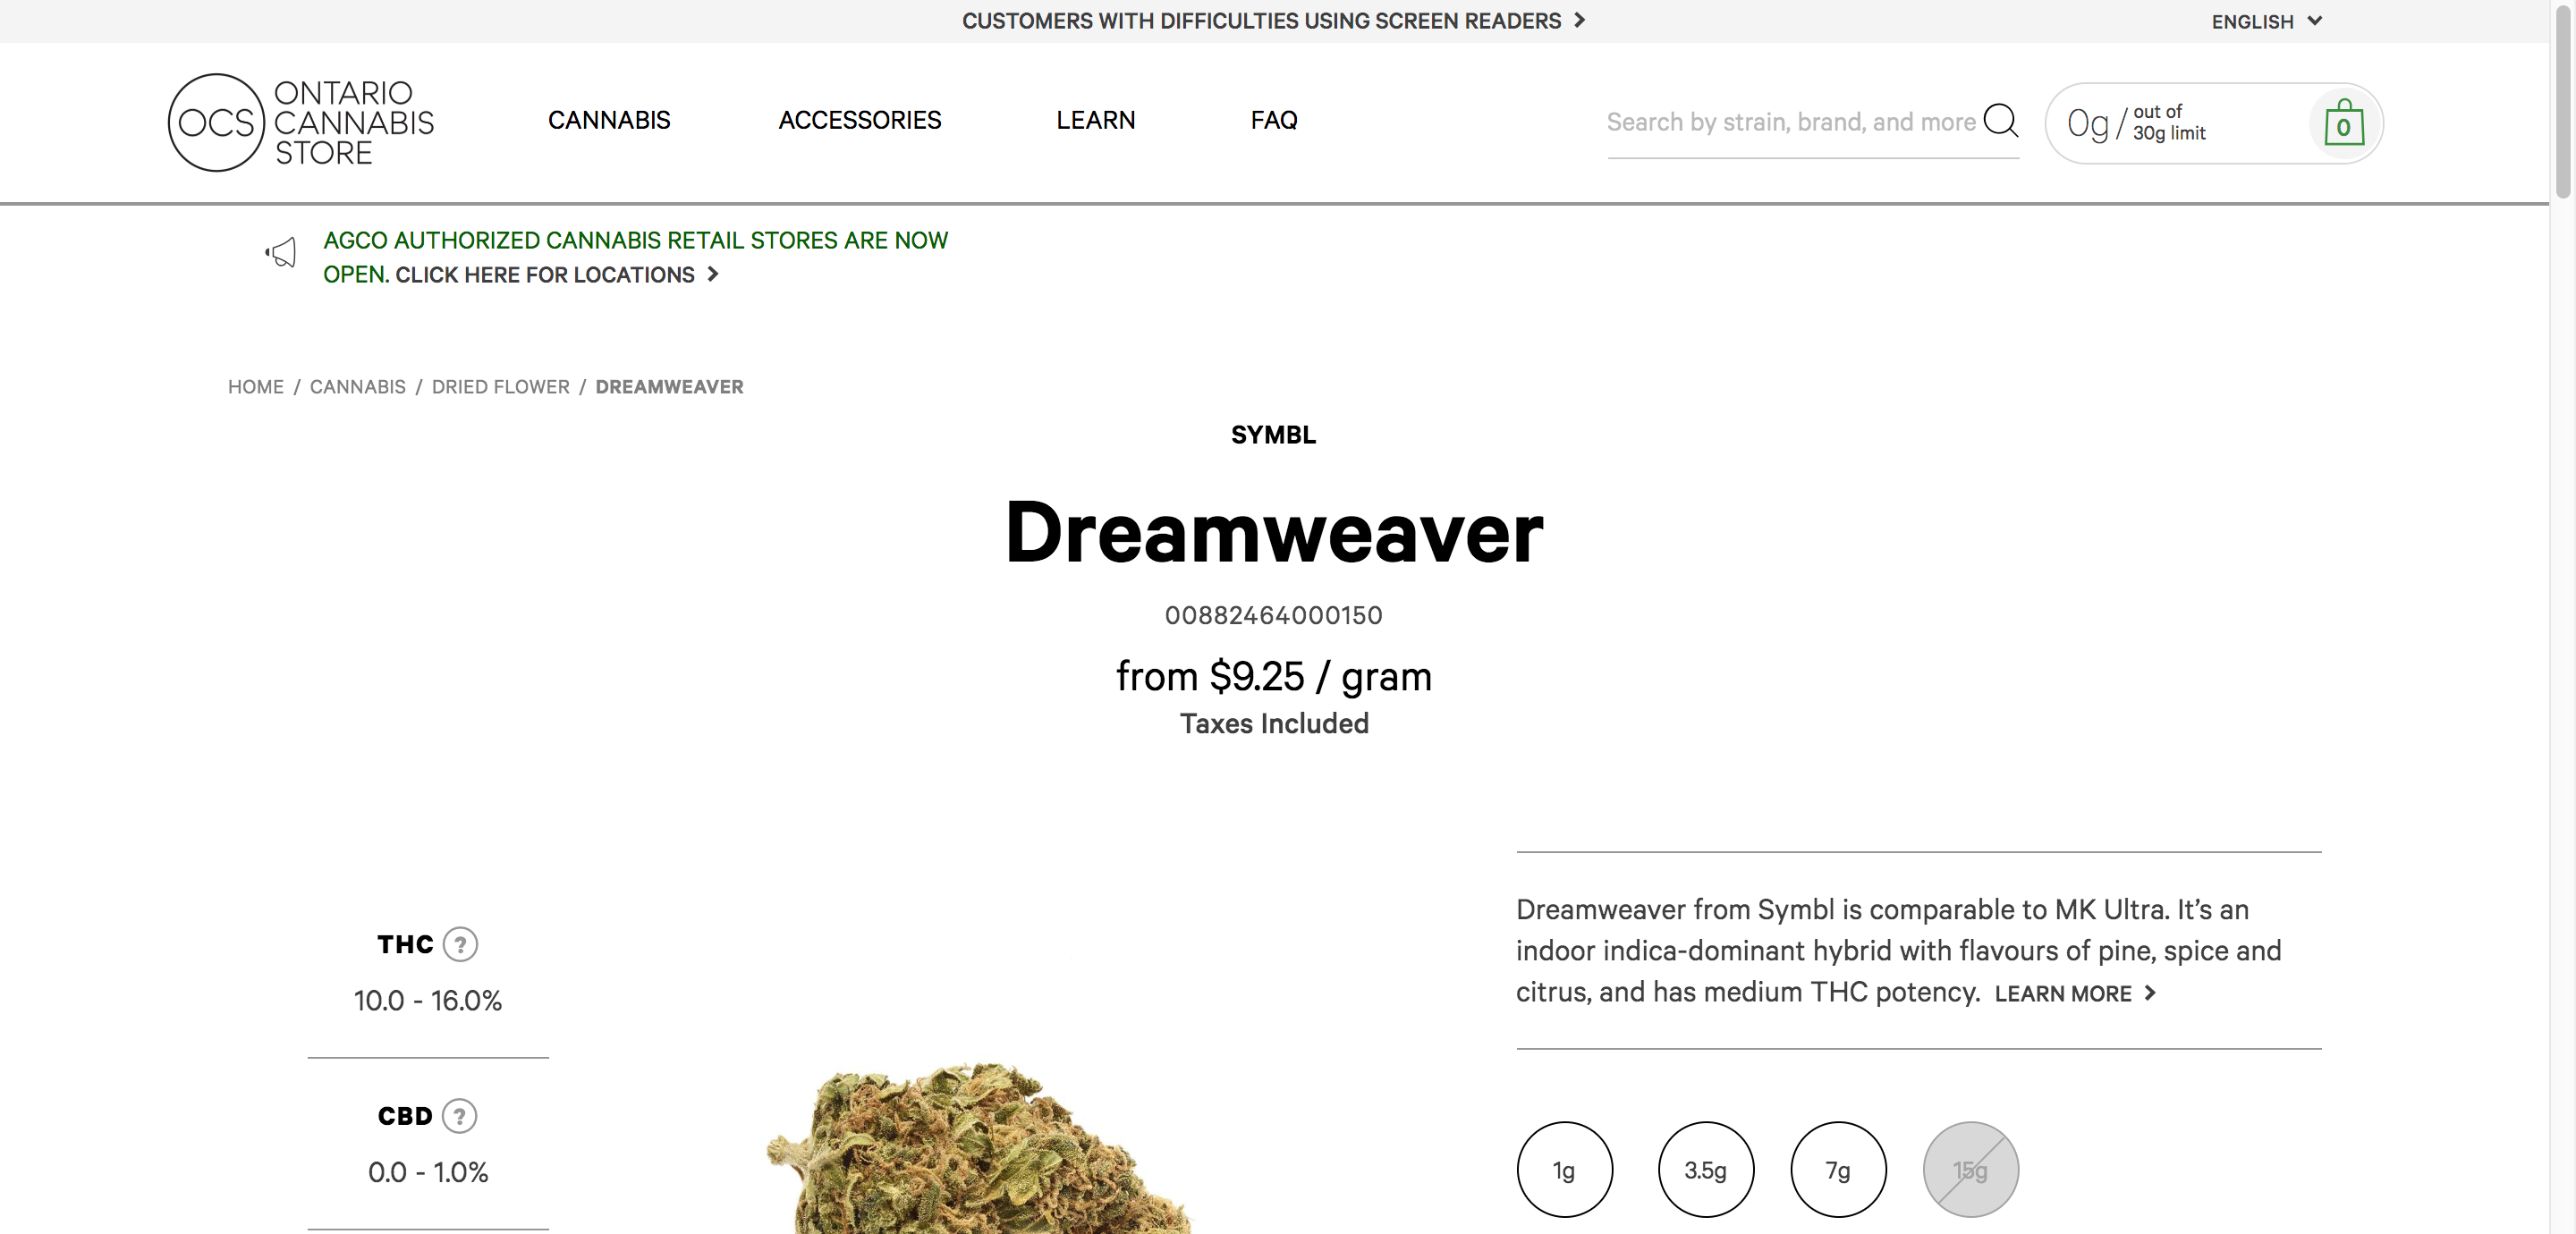 CUSTOMERS WITH DIFFICULTIES USING SCREEN READERS
ENGLISH
OCS
ONTARIO
CANNABIS
STORE
CANNABIS
ACCESSORIES
LEARN
FAQ
Search by strain, brand, and more
0g / out of
30g limit
0
AGCO AUTHORIZED CANNABIS RETAIL STORES ARE NOW
OPEN. CLICK HERE FOR LOCATIONS
HOME / CANNABIS / DRIED FLOWER / DREAMWEAVER
SYMBL
Dreamweaver
00882464000150
from $9.25 / gram
Taxes Included
THC ?
10.0 - 16.0%
CBD ?
0.0 - 1.0%
Dreamweaver from Symbl is comparable to MK Ultra. It’s an
indoor indica-dominant hybrid with flavours of pine, spice and
citrus, and has medium THC potency. LEARN MORE
1g
3.5g
7g
15g